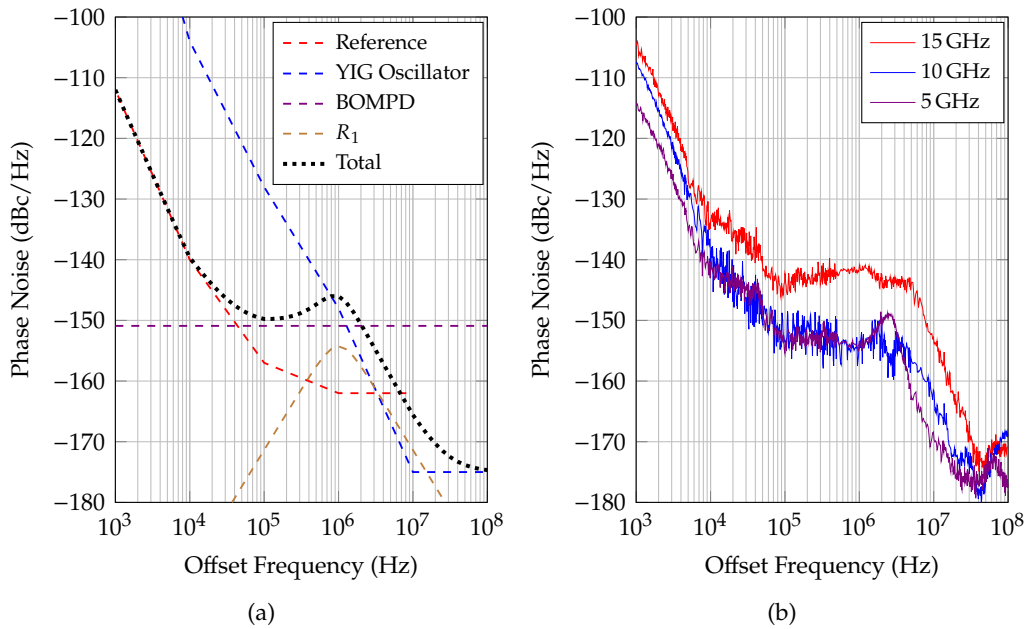 −100
−110
−120
−130
−140
−150
−160
−170
−180
10^3
10^4
10^5
10^6
10^7
10^8
Phase Noise (dBc/Hz)
Offset Frequency (Hz)
Reference
YIG Oscillator
BOMPD
R_1
Total
(a)
−100
−110
−120
−130
−140
−150
−160
−170
−180
10^3
10^4
10^5
10^6
10^7
10^8
Phase Noise (dBc/Hz)
Offset Frequency (Hz)
15 GHz
10 GHz
5 GHz
(b)